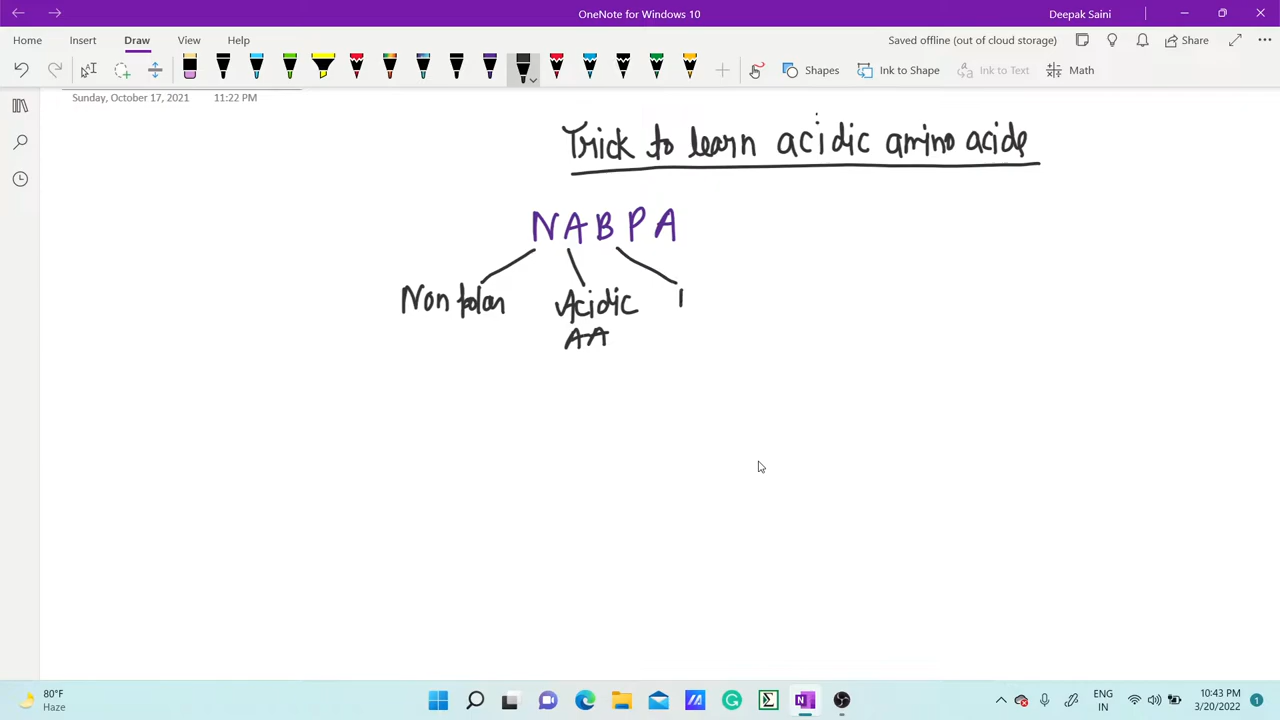 OneNote for Windows 10
Deepak Saini
Home Insert Draw View Help
Saved offline (out of cloud storage)
Share
Shapes
Ink to Shape
Ink to Text
Math
Sunday, October 17, 2021 11:22 PM
Trick to learn acidic amino acids
NABPA
Non polar Acidic
AA
80°F
Haze
ENG
IN
10:43 PM
3/20/2022